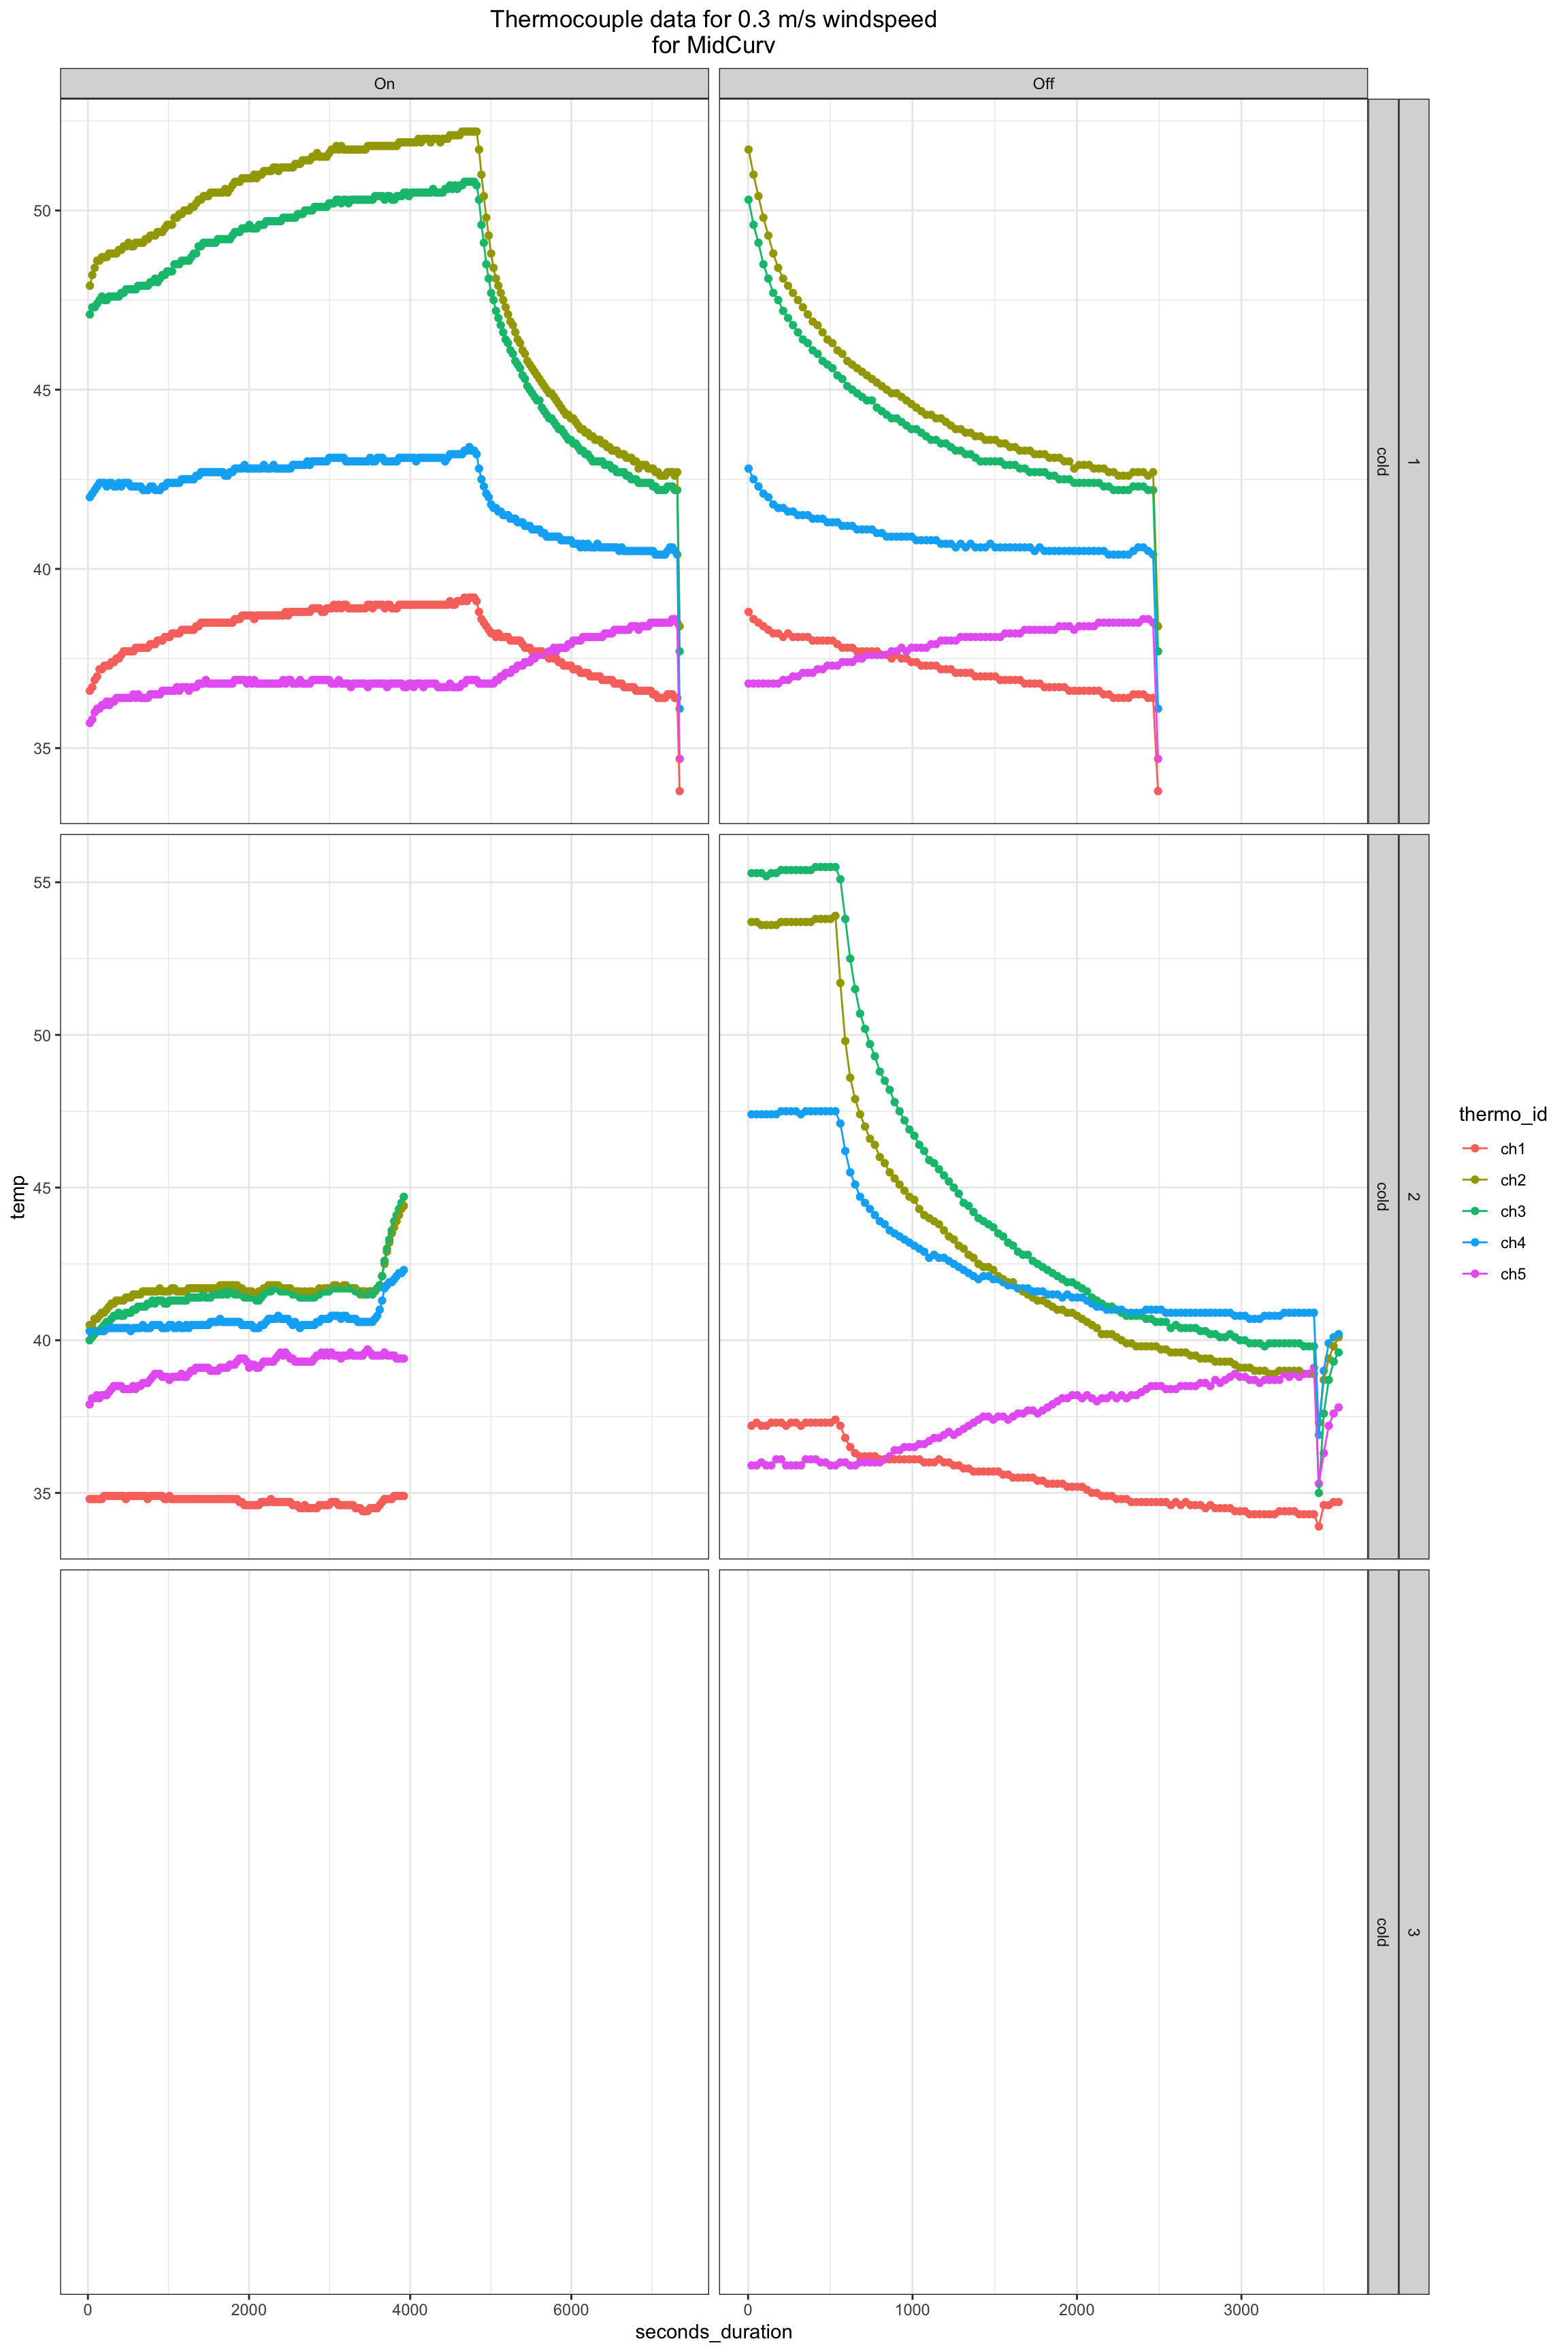 Thermocouple data for 0.3 m/s windspeed
for MidCurv
On
Off
50
45
40
35
cold
1
55
50
45
40
35
cold
2
cold
3
temp
0
2000
4000
6000
0
1000
2000
3000
seconds_duration
thermo_id
ch1
ch2
ch3
ch4
ch5